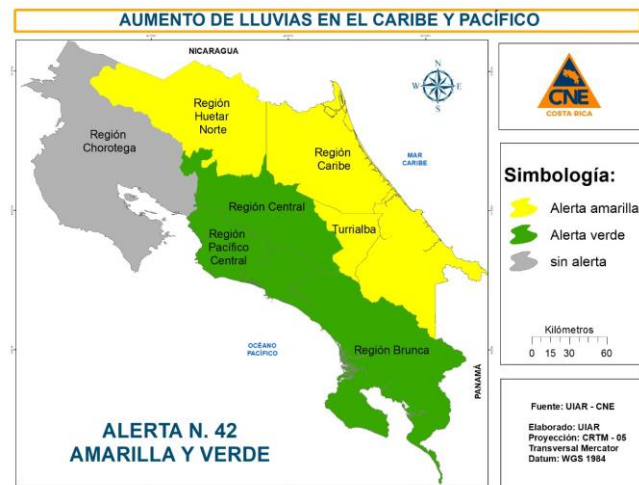 AUMENTO DE LLUVIAS EN EL CARIBE Y PACÍFICO
NICARAGUA
N
W E
S
Región
Huetar
Norte
Región
Chorotega
Región
Caribe
MAR
CARIBE
Región Central
Turrialba
Región
Pacífico
Central
OCÉANO
PACÍFICO
Región Brunca
PANAMÁ
ALERTA N. 42
AMARILLA Y VERDE
CNE
COSTA RICA
Simbología:
Alerta amarilla
Alerta verde
sin alerta
Kilómetros
0 15 30 60
Fuente: UIAR - CNE
Elaborado: UIAR
Proyección: CRTM - 05
Transversal Mercator
Datum: WGS 1984